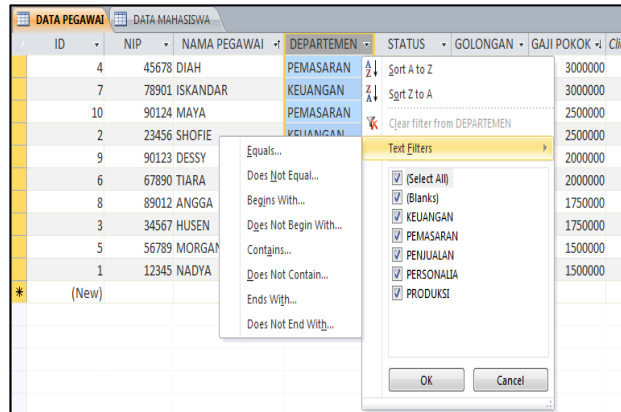 DATA PEGAWAI DATA MAHASISWA
ID NIP NAMA PEGAWAI DEPARTEMEN STATUS GOLONGAN GAJI POKOK Cli
4 45678 DIAH PEMASARAN 3000000
7 78901 ISKANDAR KEUANGAN 3000000
10 90124 MAYA PEMASARAN 2500000
2 23456 SHOFIE KEUANGAN 2500000
9 90123 DESSY 2000000
6 67890 TIARA 2000000
8 89012 ANGGA 1750000
3 34567 HUSEN 1750000
5 56789 MORGAN 1500000
1 12345 NADYA 1500000
(New)
Sort A to Z
Sort Z to A
Clear filter from DEPARTEMEN
Text Filters
(Select All)
(Blanks)
KEUANGAN
PEMASARAN
PENJUALAN
PERSONALIA
PRODUKSI
OK Cancel
Equals...
Does Not Equal...
Begins With...
Does Not Begin With...
Contains...
Does Not Contain...
Ends With...
Does Not End With...